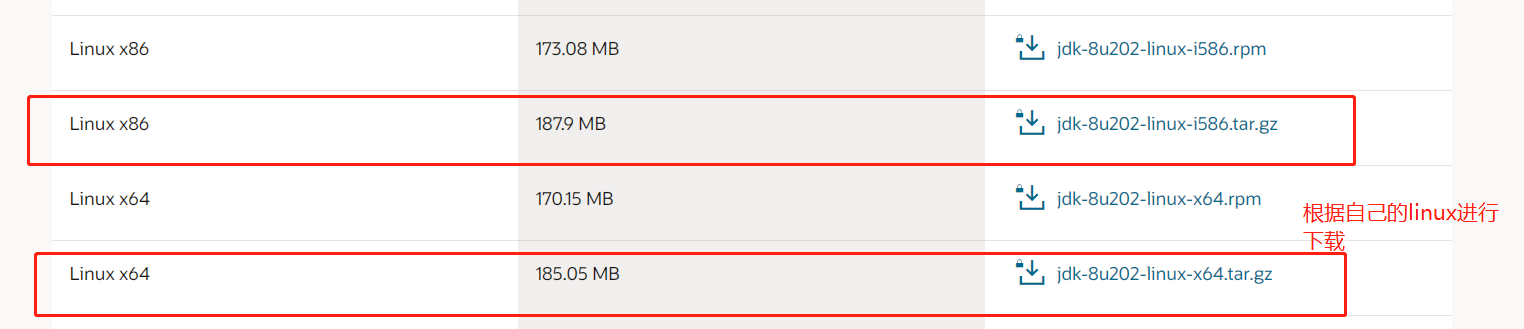 Linux x86 173.08 MB jdk-8u202-linux-i586.rpm
Linux x86 187.9 MB jdk-8u202-linux-i586.tar.gz
Linux x64 170.15 MB jdk-8u202-linux-x64.rpm
根据自己的linux进行
下载
Linux x64 185.05 MB jdk-8u202-linux-x64.tar.gz